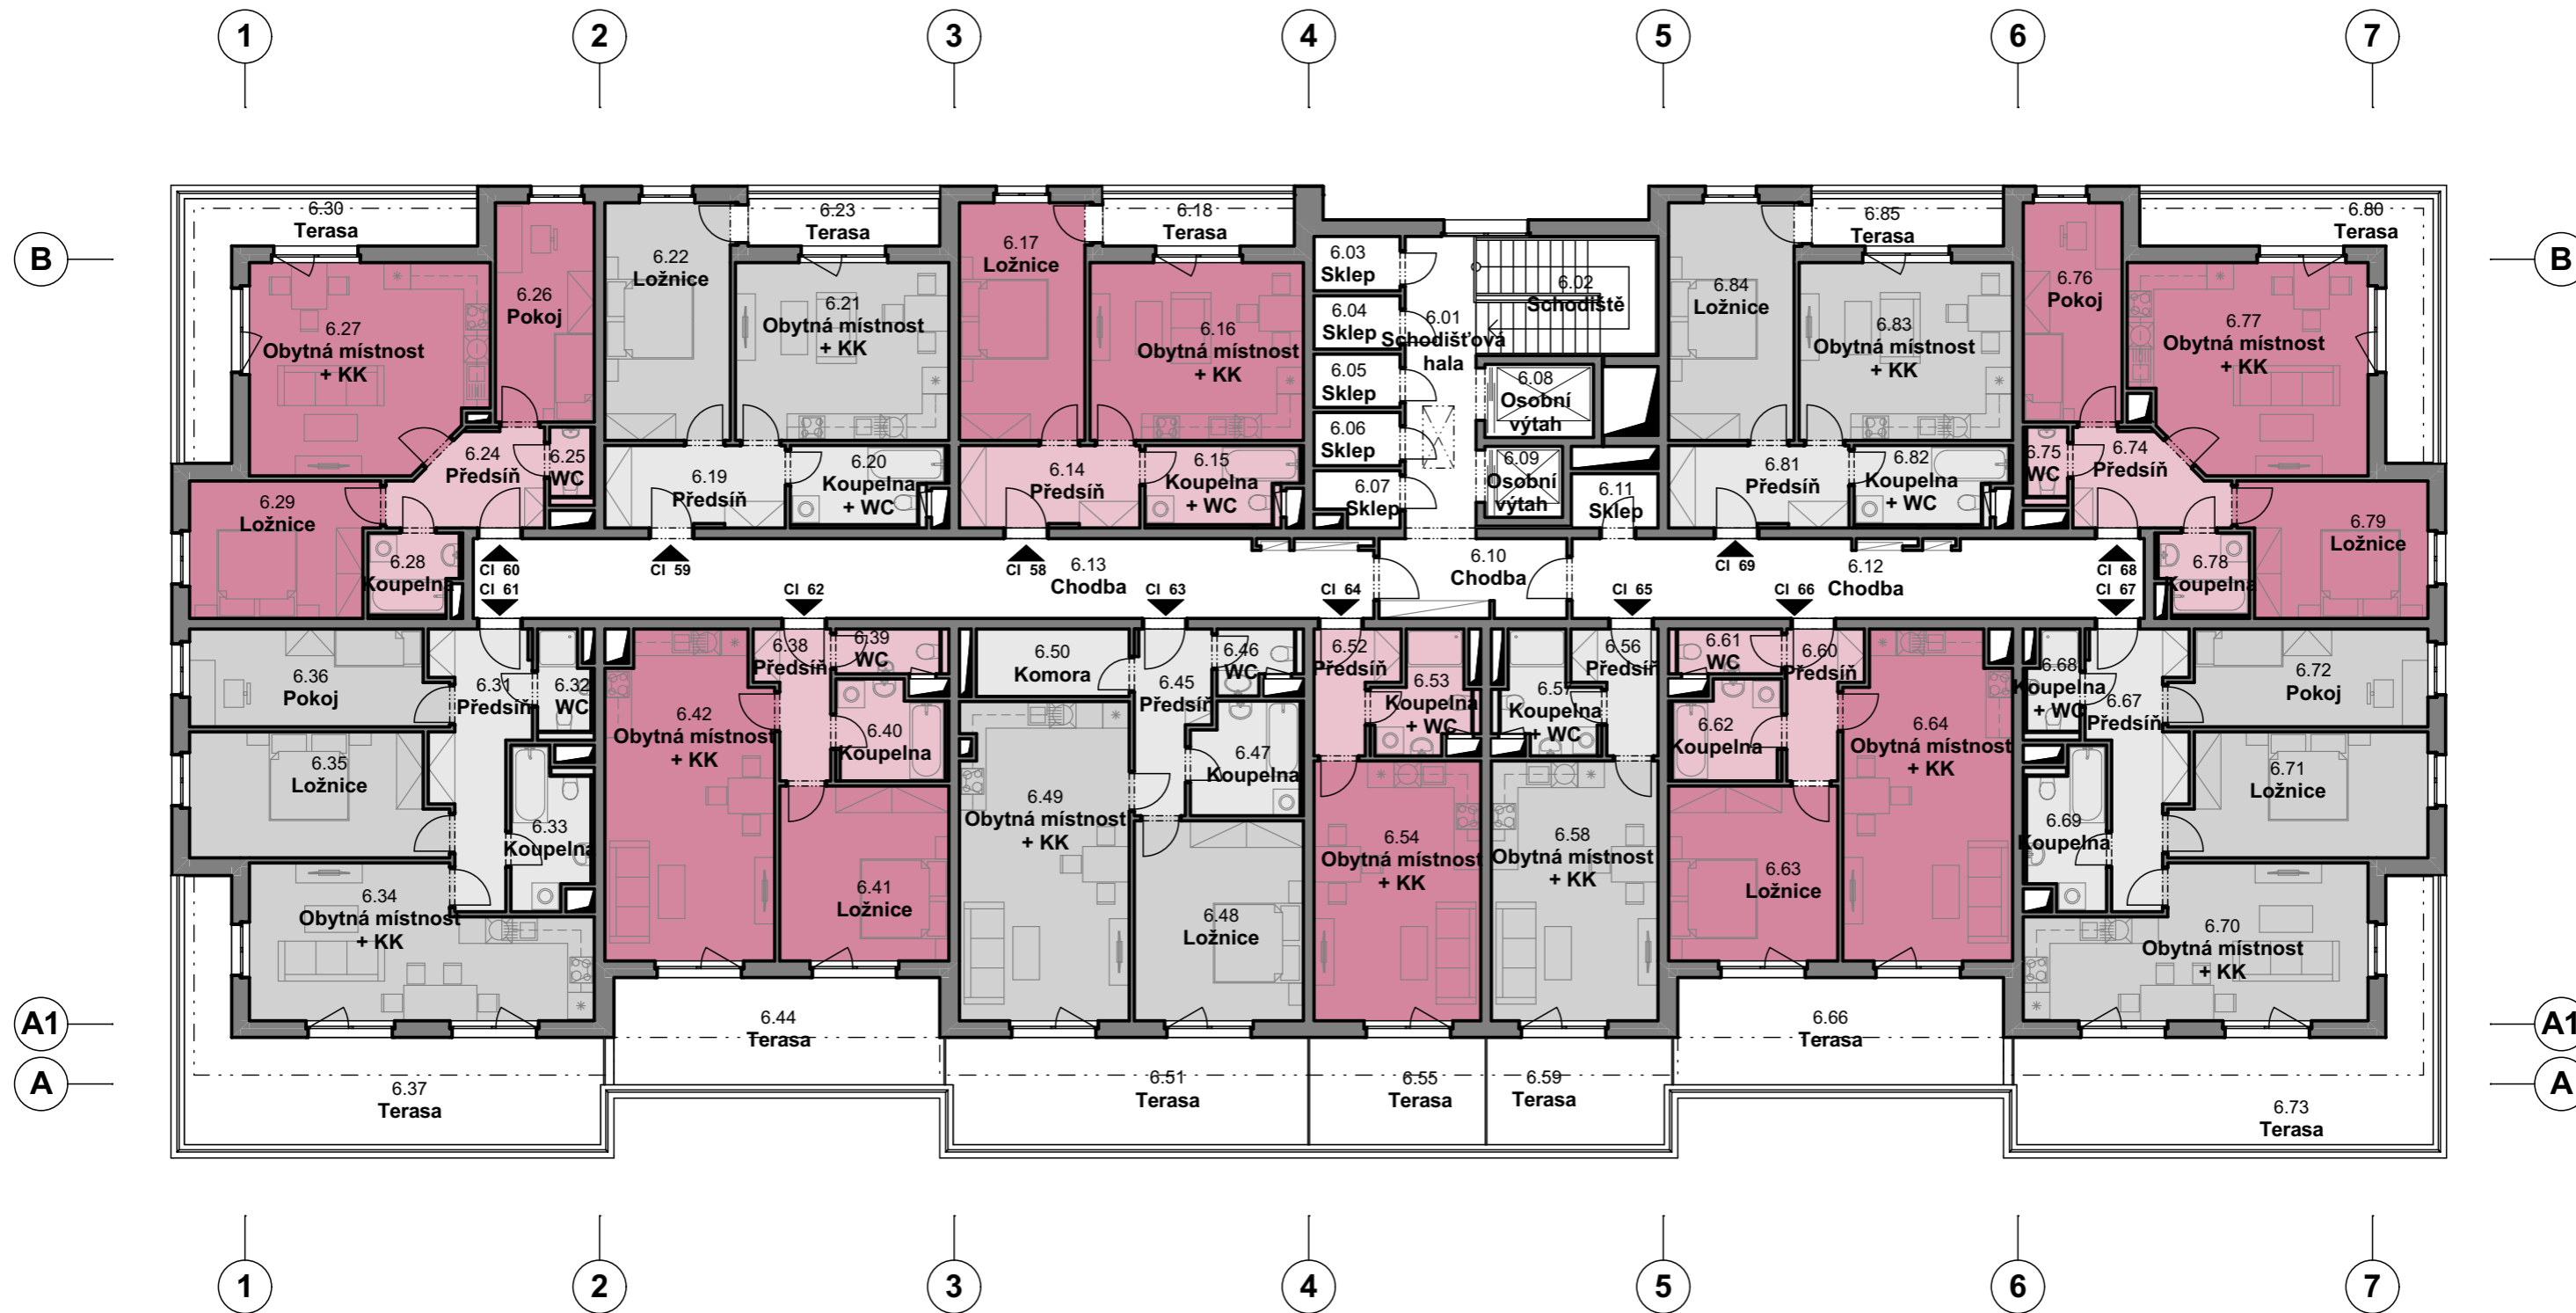 1 2 3 4 5 6 7
B
B
6.30
Terasa
6.23
Terasa
6.18
Terasa
6.85
Terasa
6.80
Terasa
6.27
Obytná místnost
+ KK
6.26
Pokoj
6.22
Ložnice
6.21
Obytná místnost
+ KK
6.17
Ložnice
6.16
Obytná místnost
+ KK
6.03
Sklep
6.04
Sklep
6.05
Sklep
6.06
Sklep
6.07
Sklep
6.01
Schodišťová
hala
6.02
Schodiště
6.08
Osobní
výtah
6.09
Osobní
výtah
6.11
Sklep
6.84
Ložnice
6.83
Obytná místnost
+ KK
6.76
Pokoj
6.77
Obytná místnost
+ KK
6.24
Předsíň
6.25
WC
6.19
Předsíň
6.20
Koupelna
+ WC
6.14
Předsíň
6.15
Koupelna
+ WC
6.81
Předsíň
6.82
Koupelna
+ WC
6.75
WC
6.74
Předsíň
6.29
Ložnice
6.28
Koupelna
6.78
Koupelna
6.79
Ložnice
CI 60
CI 61
CI 59
CI 62
CI 58
6.13
Chodba
CI 63
CI 64
6.10
Chodba
CI 65
CI 69
CI 66
6.12
Chodba
CI 68
CI 67
6.36
Pokoj
6.31
Předsíň
6.32
WC
6.35
Ložnice
6.33
Koupelna
6.34
Obytná místnost
+ KK
6.42
Obytná místnost
+ KK
6.38
Předsíň
6.39
WC
6.40
Koupelna
6.41
Ložnice
6.50
Komora
6.45
Předsíň
6.46
WC
6.47
Koupelna
6.49
Obytná místnost
+ KK
6.48
Ložnice
6.52
Předsíň
6.53
Koupelna
+ WC
6.54
Obytná místnost
+ KK
6.57
Koupelna
+ WC
6.56
Předsíň
6.58
Obytná místnost
+ KK
6.61
WC
6.60
Předsíň
6.62
Koupelna
6.64
Obytná místnost
+ KK
6.63
Ložnice
6.68
Koupelna
+ WC
6.67
Předsíň
6.72
Pokoj
6.71
Ložnice
6.69
Koupelna
6.70
Obytná místnost
+ KK
A1
A1
6.44
Terasa
6.66
Terasa
A
A
6.37
Terasa
6.51
Terasa
6.55
Terasa
6.59
Terasa
6.73
Terasa
1 2 3 4 5 6 7